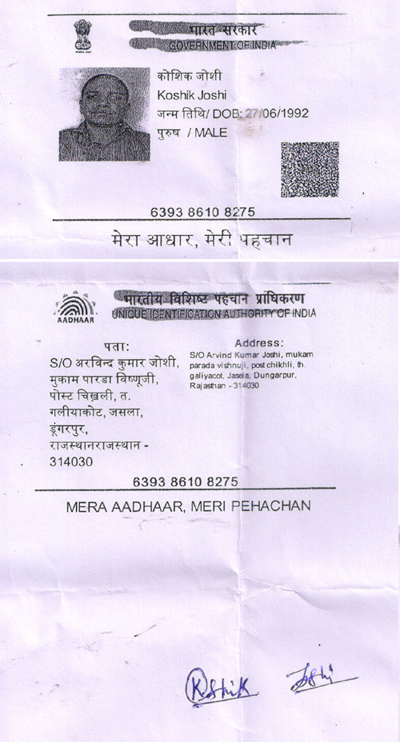 भारत सरकार
GOVERNMENT OF INDIA
कोशिक जोशी
Koshik Joshi
जन्म तिथि/ DOB: 27/06/1992
पुरुष / MALE
6393 8610 8275
मेरा आधार, मेरी पहचान
AADHAAR
भारतीय विशिष्ट पहचान प्राधिकरण
UNIQUE IDENTIFICATION AUTHORITY OF INDIA
पता:
S/O अरविन्द कुमार जोशी,
मुकाम पारडा विष्णूजी,
पोस्ट चिखली, त.
गलीयाकोट, जसला,
डूंगरपुर,
राजस्थानराजस्थान -
314030
Address:
S/O Arvind Kumar Joshi, mukam
parada vishnuji, post chikhli, th.
galiyacot, Jasela, Dungarpur,
Rajasthan - 314030
6393 8610 8275
MERA AADHAAR, MERI PEHACHAN
Kshik Joshi